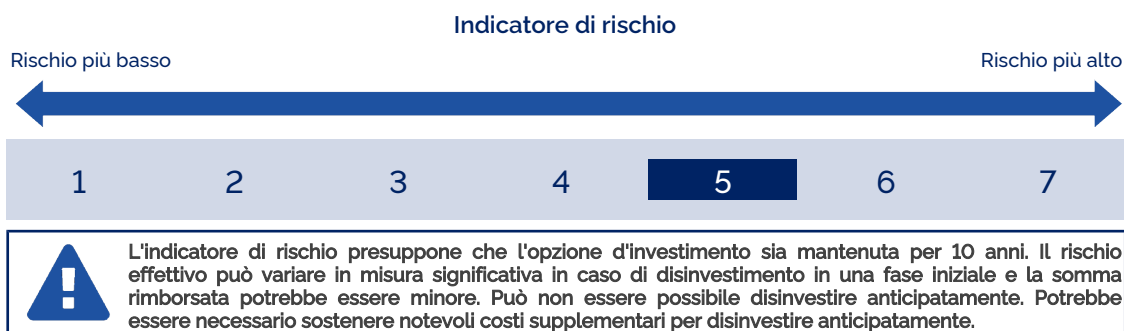 Indicatore di rischio
Rischio più basso Rischio più alto
1 2 3 4 5 6 7
L'indicatore di rischio presuppone che l'opzione d'investimento sia mantenuta per 10 anni. Il rischio
effettivo può variare in misura significativa in caso di disinvestimento in una fase iniziale e la somma
rimborsata potrebbe essere minore. Può non essere possibile disinvestire anticipatamente. Potrebbe
essere necessario sostenere notevoli costi supplementari per disinvestire anticipatamente.